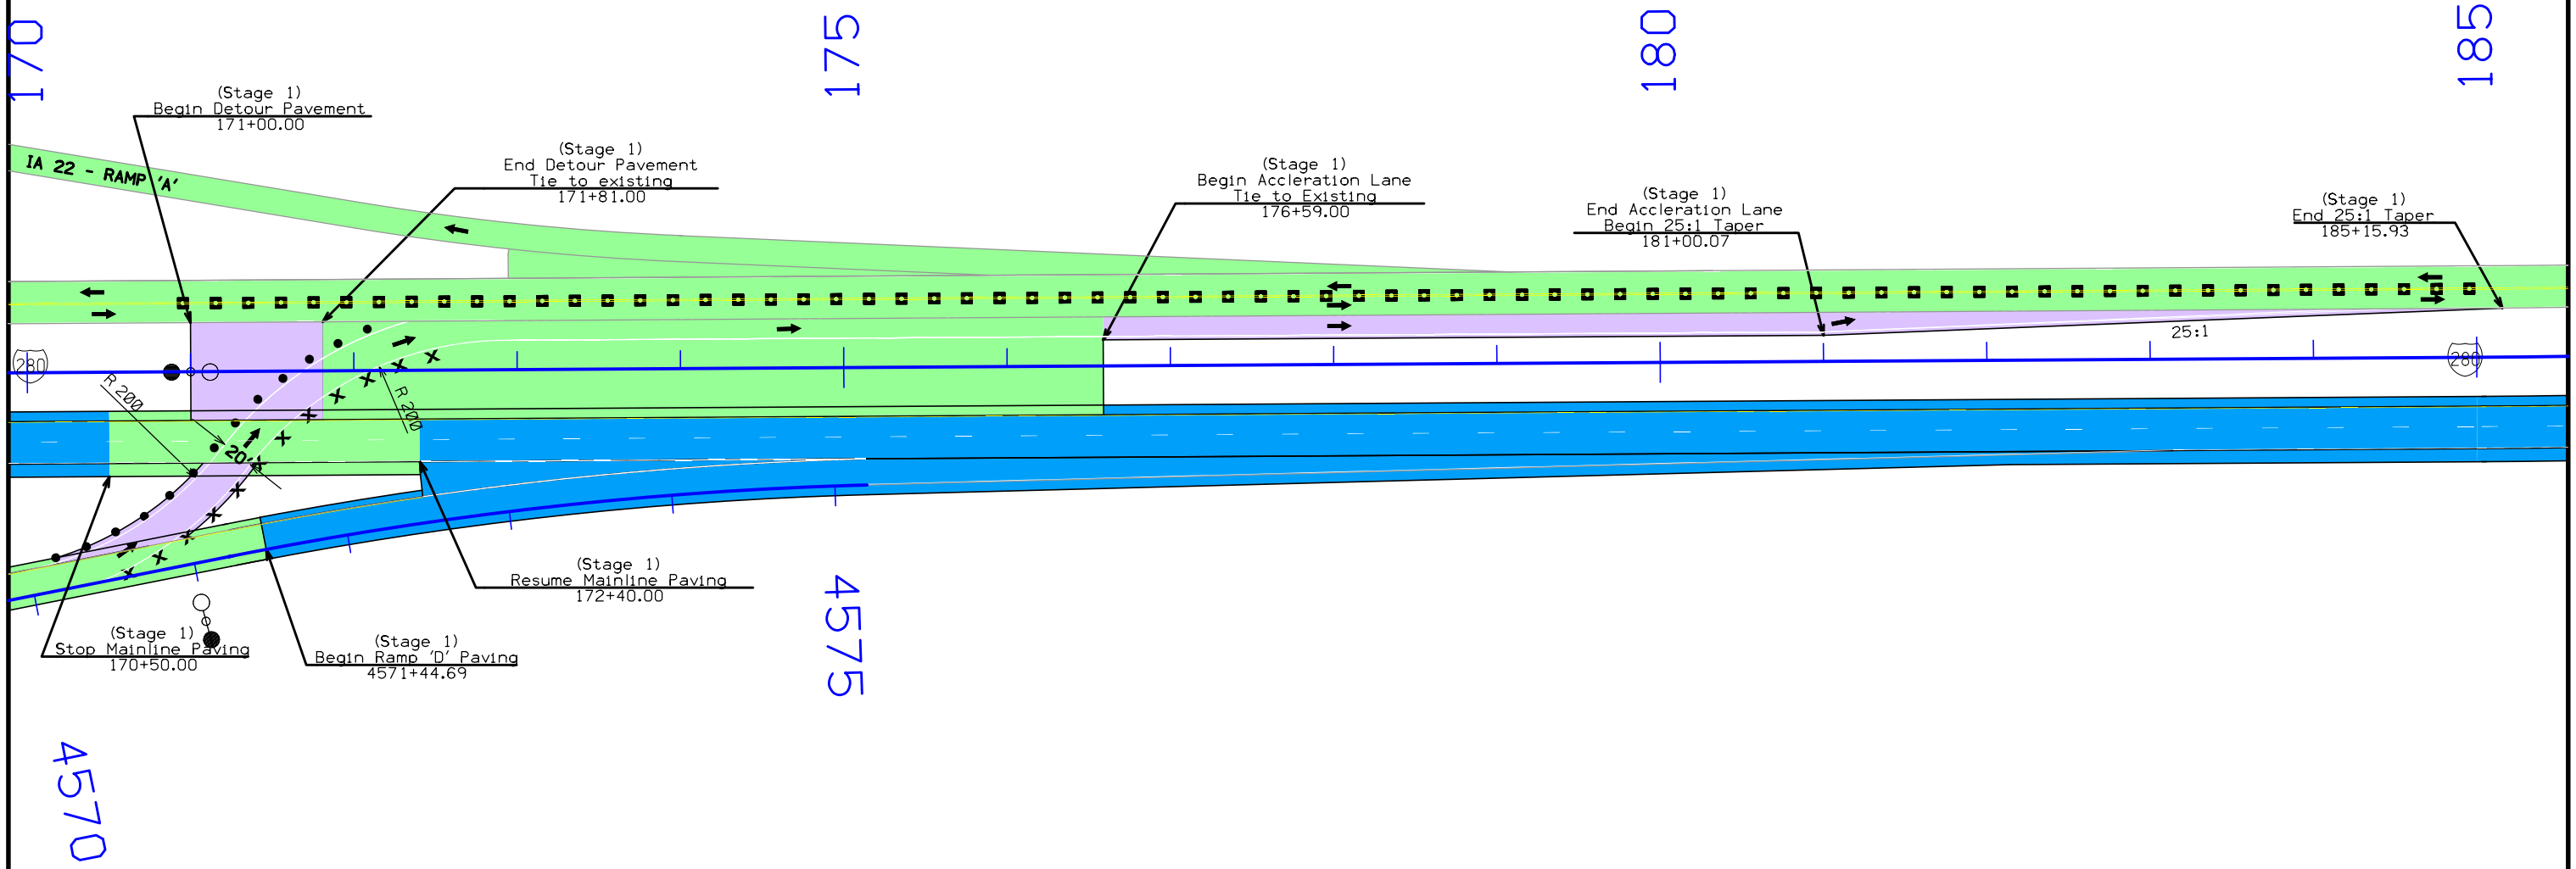 170
175
180
185
(Stage 1)
Begin Detour Pavement
171+00.00
(Stage 1)
End Detour Pavement
Tie to existing
171+81.00
(Stage 1)
Begin Accleration Lane
Tie to Existing
176+59.00
(Stage 1)
End Accleration Lane
Begin 25:1 Taper
181+00.07
(Stage 1)
End 25:1 Taper
185+15.93
IA 22 - RAMP 'A'
25:1
280
280
R 200
R 200
20'
(Stage 1)
Resume Mainline Paving
172+40.00
(Stage 1)
Stop Mainline Paving
170+50.00
(Stage 1)
Begin Ramp 'D' Paving
4571+44.69
4575
4570